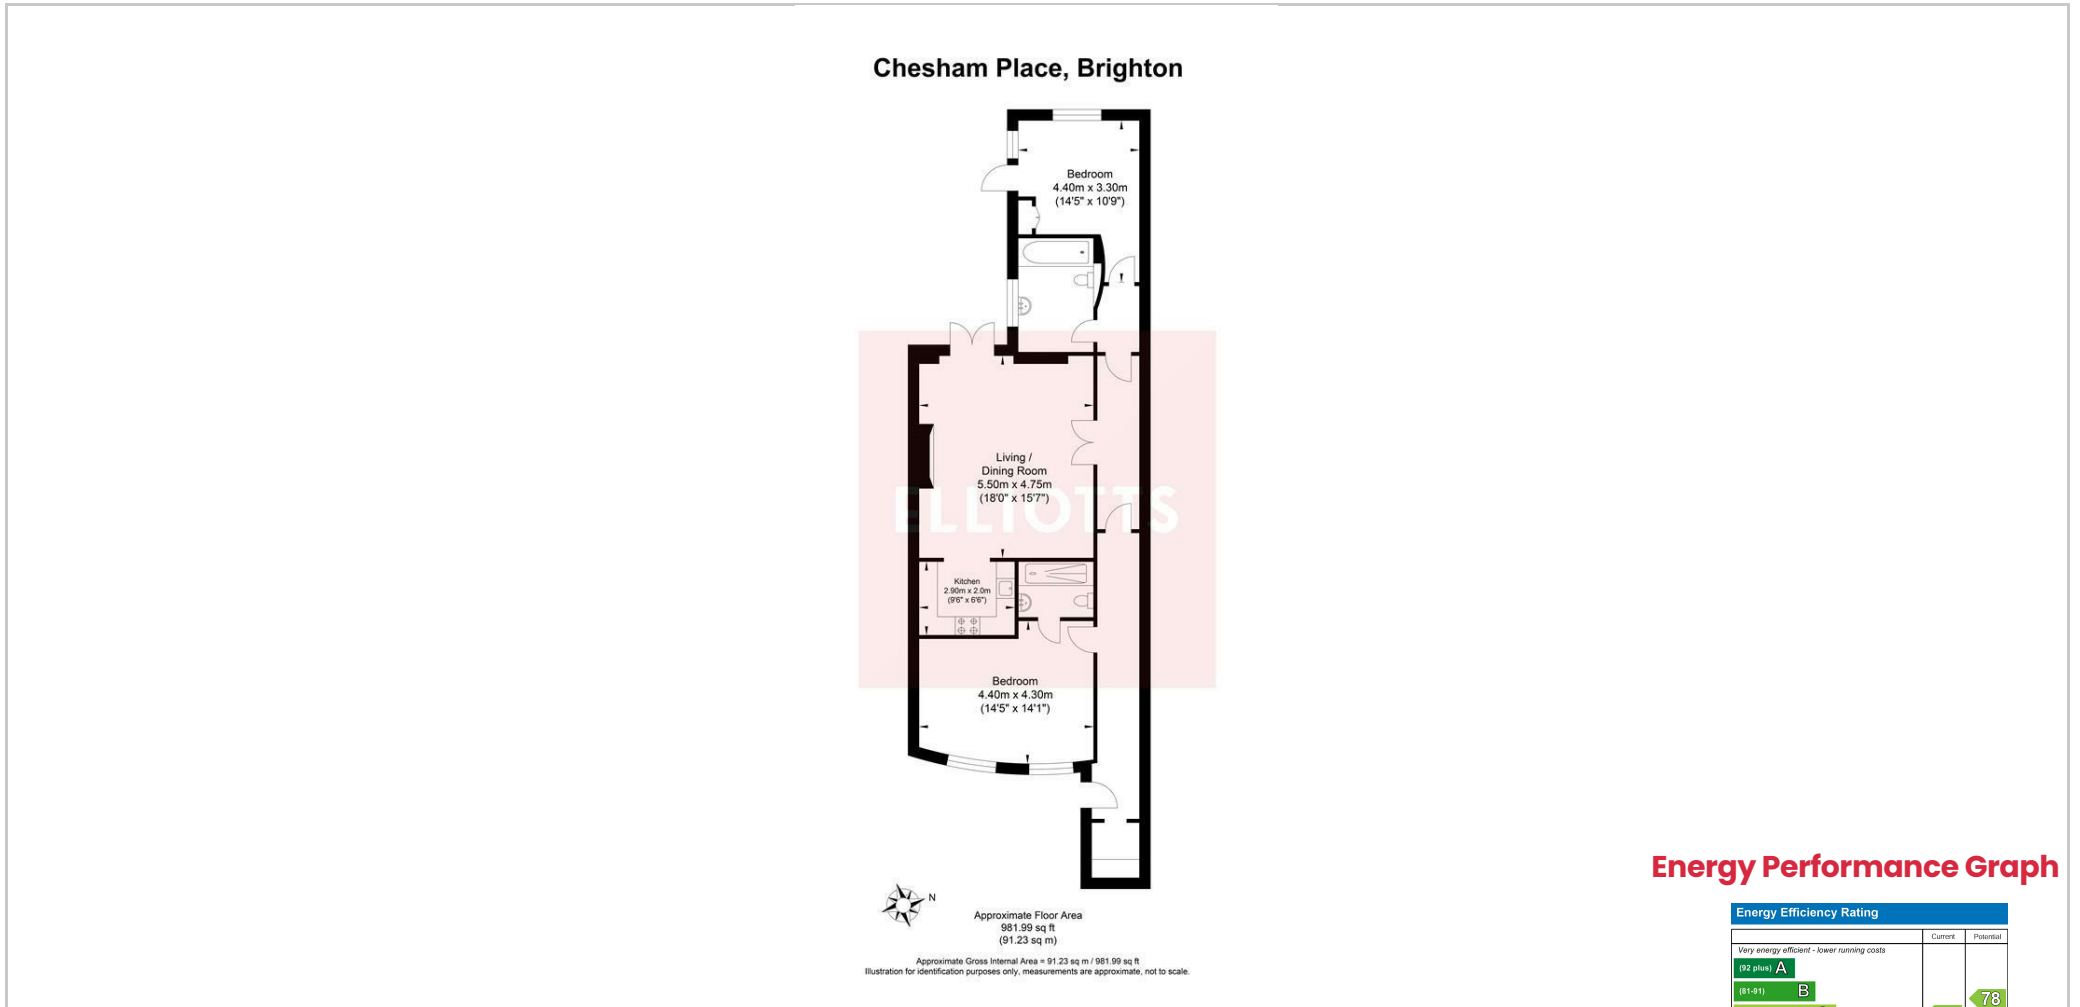 Chesham Place, Brighton
Bedroom
4.40m x 3.30m
(14'5" x 10'9")
Living /
Dining Room
5.50m x 4.75m
(18'0" x 15'7")
ELLIOTTS
Kitchen
2.90m x 2.0m
(9'6" x 6'6")
Bedroom
4.40m x 4.30m
(14'5" x 14'1")
N
Approximate Floor Area
981.99 sq ft
(91.23 sq m)
Approximate Gross Internal Area = 91.23 sq m / 981.99 sq ft
Illustration for identification purposes only, measurements are approximate, not to scale.
Energy Performance Graph
Energy Efficiency Rating
Current Potential
Very energy efficient - lower running costs
(92 plus) A
(81-91) B
78